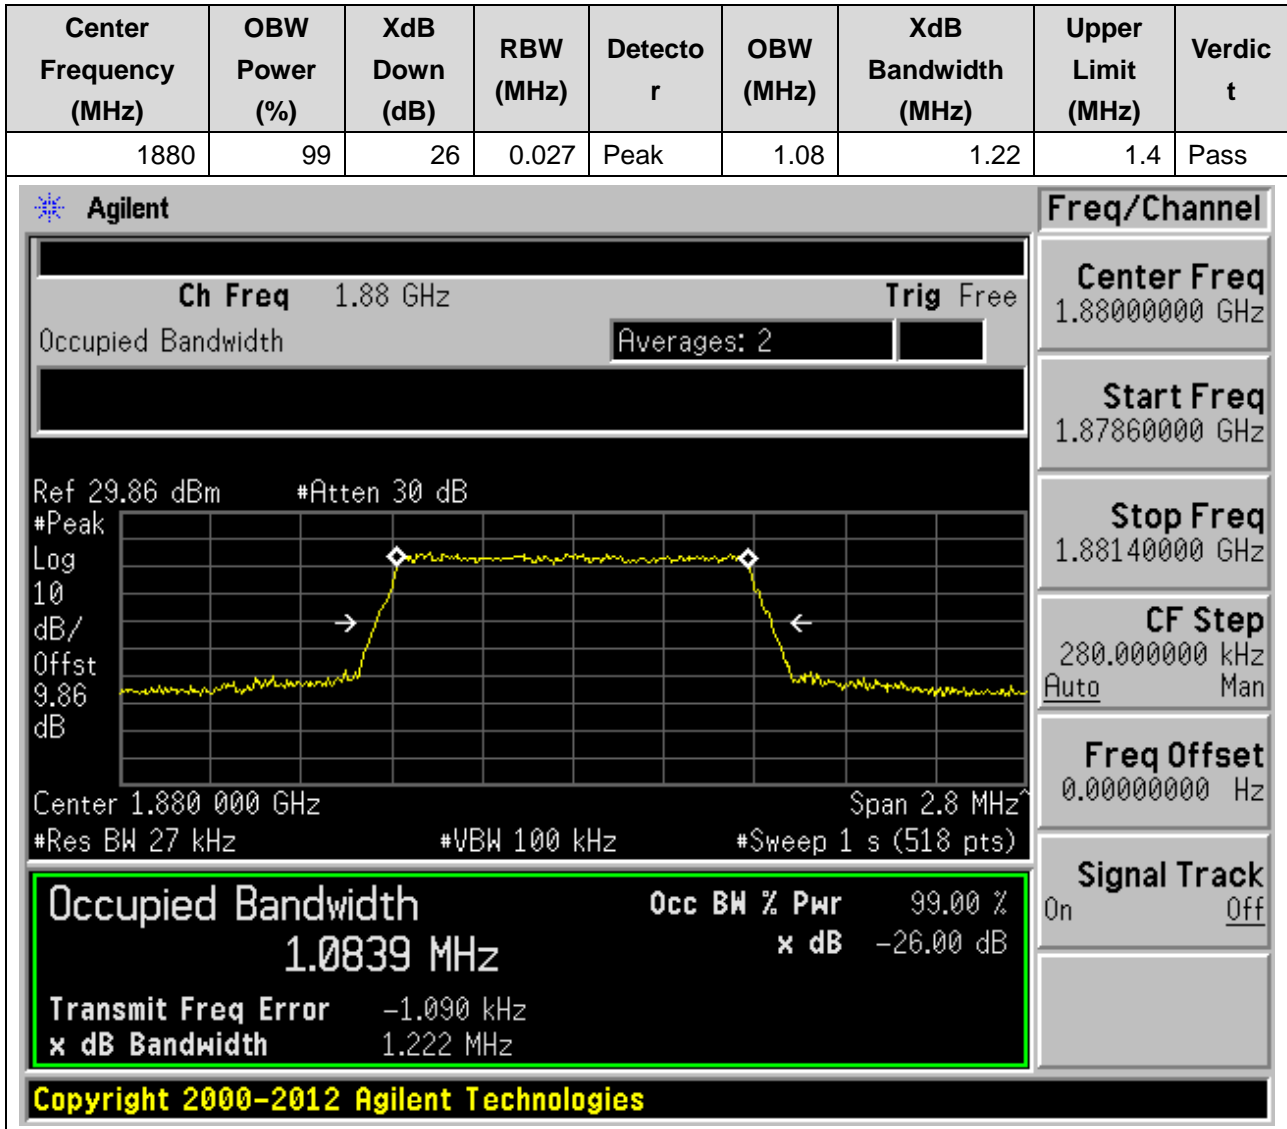 Center Frequency (MHz) OBW Power (%) XdB Down (dB) RBW (MHz) Detecto r OBW (MHz) XdB Bandwidth (MHz) Upper Limit (MHz) Verdic t
1880 99 26 0.027 Peak 1.08 1.22 1.4 Pass
Agilent
Ch Freq 1.88 GHz Trig Free
Occupied Bandwidth Averages: 2
Ref 29.86 dBm #Atten 30 dB
#Peak
Log
10
dB/
Offst
9.86
dB
Center 1.880 000 GHz Span 2.8 MHz^
#Res BW 27 kHz #VBW 100 kHz #Sweep 1 s (518 pts)
Occupied Bandwidth Occ BW % Pwr 99.00 %
1.0839 MHz x dB -26.00 dB
Transmit Freq Error -1.090 kHz
x dB Bandwidth 1.222 MHz
Copyright 2000-2012 Agilent Technologies
Freq/Channel
Center Freq
1.88000000 GHz
Start Freq
1.87860000 GHz
Stop Freq
1.88140000 GHz
CF Step
280.000000 kHz
Auto Man
Freq Offset
0.00000000 Hz
Signal Track
On Off